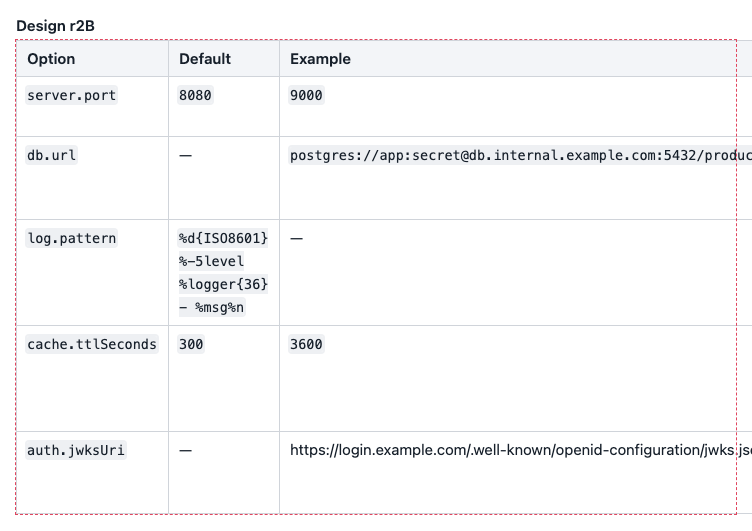 Design r2B
Option Default Example
server.port 8080 9000
db.url — postgres://app:secret@db.internal.example.com:5432/produc
log.pattern %d{ISO8601} —
%-5level
%logger{36}
- %msg%n
cache.ttlSeconds 300 3600
auth.jwksUri — https://login.example.com/.well-known/openid-configuration/jwks.js